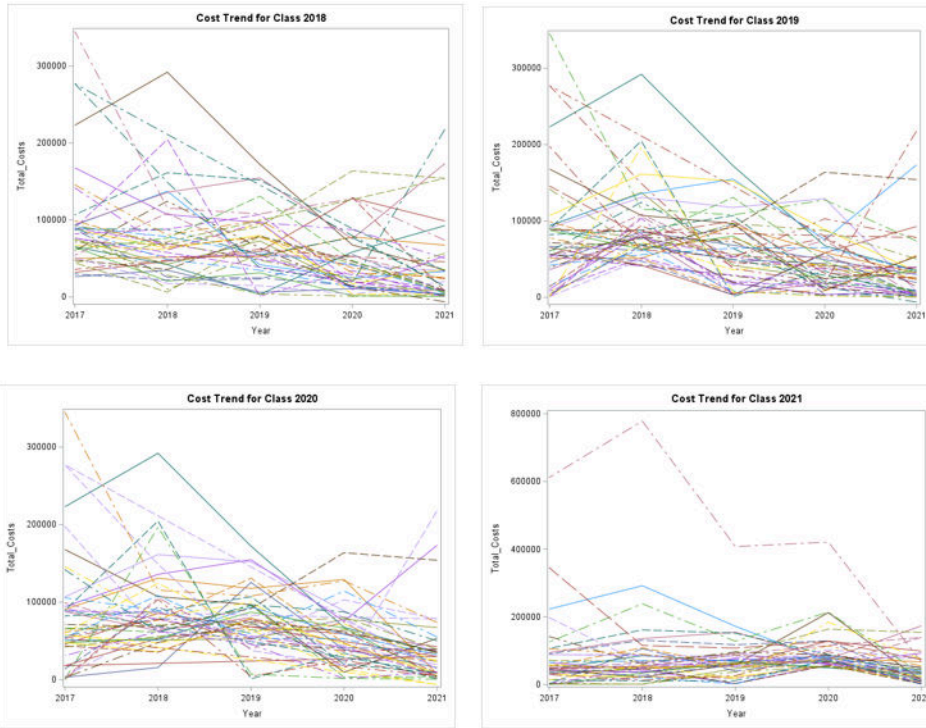 Cost Trend for Class 2018
300000
200000
100000
0
Total_Costs
2017 2018 2019 2020 2021
Year
Cost Trend for Class 2019
300000
200000
100000
0
Total_Costs
2017 2018 2019 2020 2021
Year
Cost Trend for Class 2020
300000
200000
100000
0
Total_Costs
2017 2018 2019 2020 2021
Year
Cost Trend for Class 2021
800000
600000
400000
200000
0
Total_Costs
2017 2018 2019 2020 202
Year